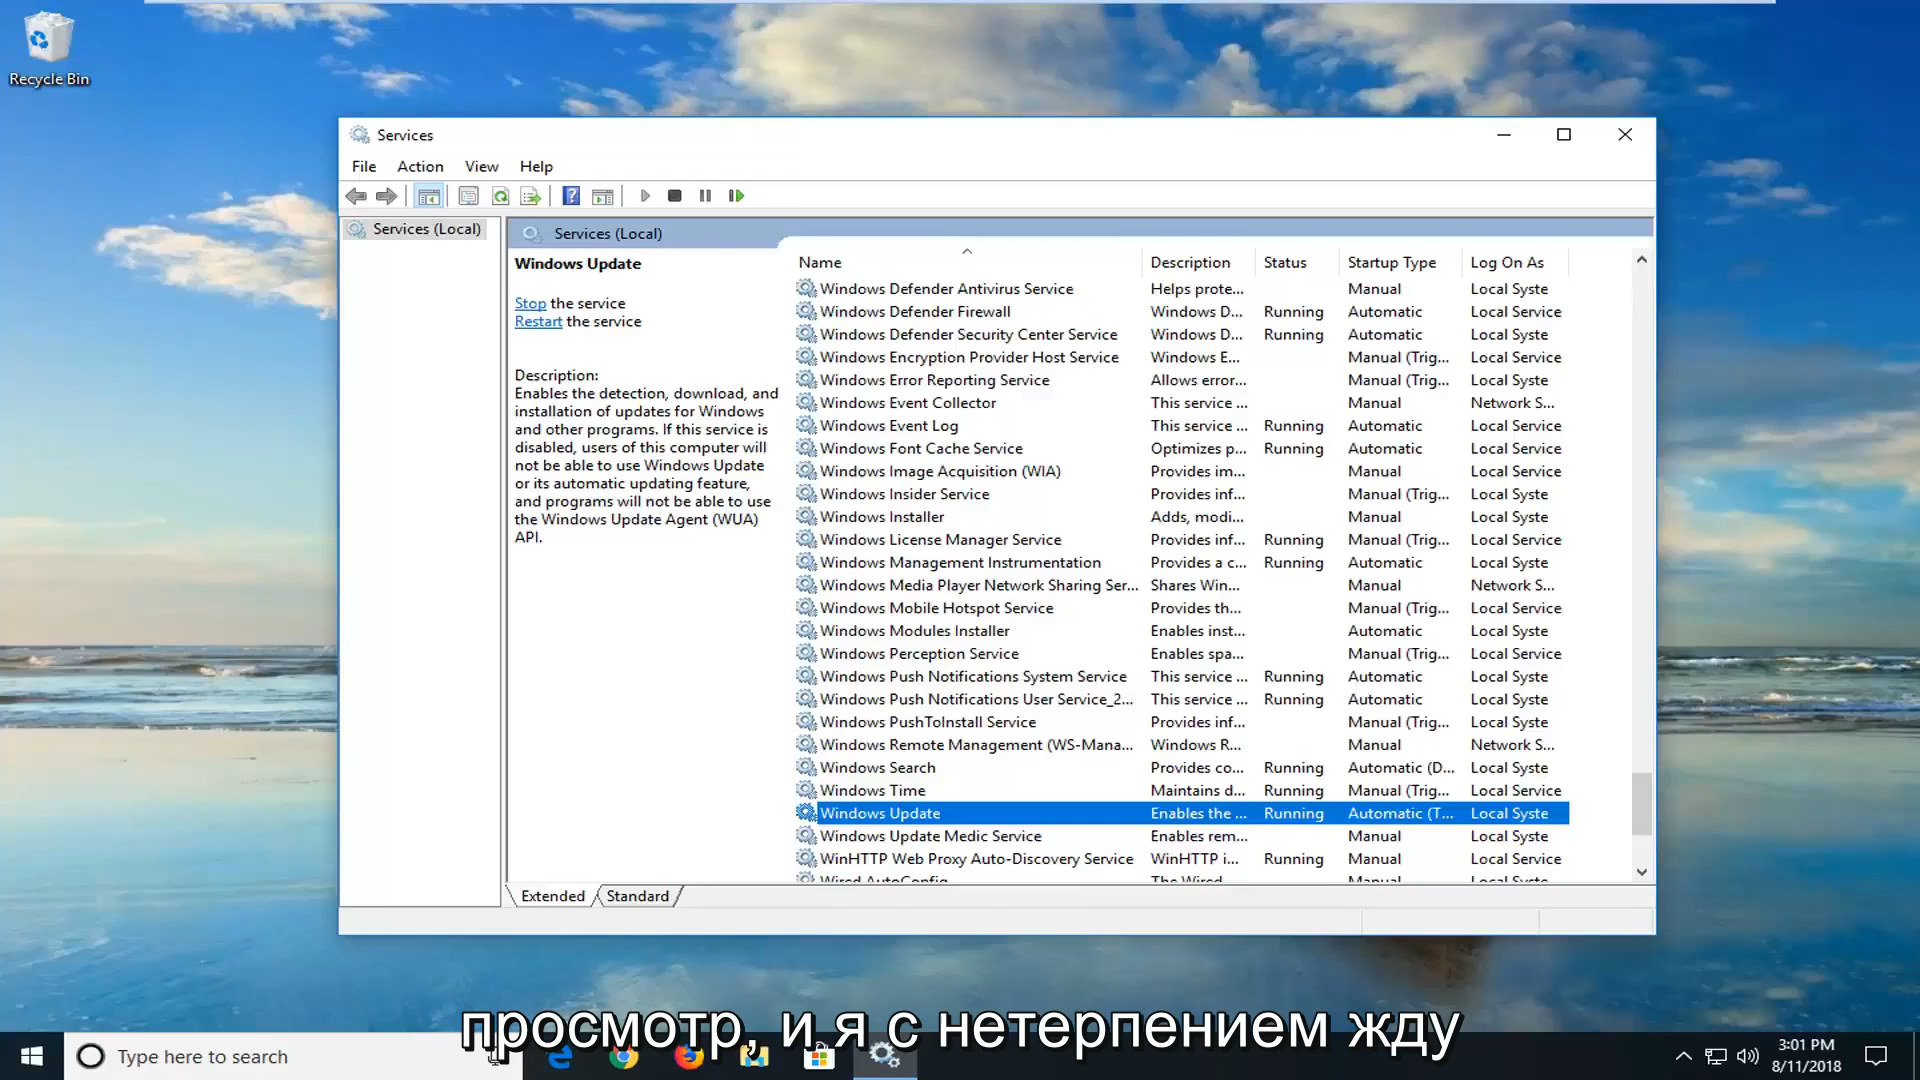 Recycle Bin
Services
File Action View Help
Services (Local)
Services (Local)
Windows Update
Stop the service
Restart the service
Description:
Enables the detection, download, and
installation of updates for Windows
and other programs. If this service is
disabled, users of this computer will
not be able to use Windows Update
or its automatic updating feature,
and programs will not be able to use
the Windows Update Agent (WUA)
API.
Name Description Status Startup Type Log On As
Windows Defender Antivirus Service Helps prote... Manual Local Syste
Windows Defender Firewall Windows D... Running Automatic Local Service
Windows Defender Security Center Service Windows D... Running Automatic Local Syste
Windows Encryption Provider Host Service Windows E... Manual (Trig... Local Service
Windows Error Reporting Service Allows error... Manual (Trig... Local Syste
Windows Event Collector This service ... Manual Network S...
Windows Event Log This service ... Running Automatic Local Service
Windows Font Cache Service Optimizes p... Running Automatic Local Service
Windows Image Acquisition (WIA) Provides im... Manual Local Service
Windows Insider Service Provides inf... Manual (Trig... Local Syste
Windows Installer Adds, modi... Manual Local Syste
Windows License Manager Service Provides inf... Running Manual (Trig... Local Service
Windows Management Instrumentation Provides a c... Running Automatic Local Syste
Windows Media Player Network Sharing Ser... Shares Win... Manual Network S...
Windows Mobile Hotspot Service Provides th... Manual (Trig... Local Service
Windows Modules Installer Enables inst... Automatic Local Syste
Windows Perception Service Enables spa... Manual (Trig... Local Service
Windows Push Notifications System Service This service ... Running Automatic Local Syste
Windows Push Notifications User Service_2... This service ... Running Automatic Local Syste
Windows PushToInstall Service Provides inf... Manual (Trig... Local Syste
Windows Remote Management (WS-Mana... Windows R... Manual Network S...
Windows Search Provides co... Running Automatic (D... Local Syste
Windows Time Maintains d... Running Manual (Trig... Local Service
Windows Update Enables the ... Running Automatic (T... Local Syste
Windows Update Medic Service Enables rem... Manual Local Syste
WinHTTP Web Proxy Auto-Discovery Service WinHTTP i... Running Manual Local Service
Wired AutoConfig The Wired Manual Local Syste
Extended Standard
просмотр, и я с нетерпением жду
Type here to search
3:01 PM
8/11/2018